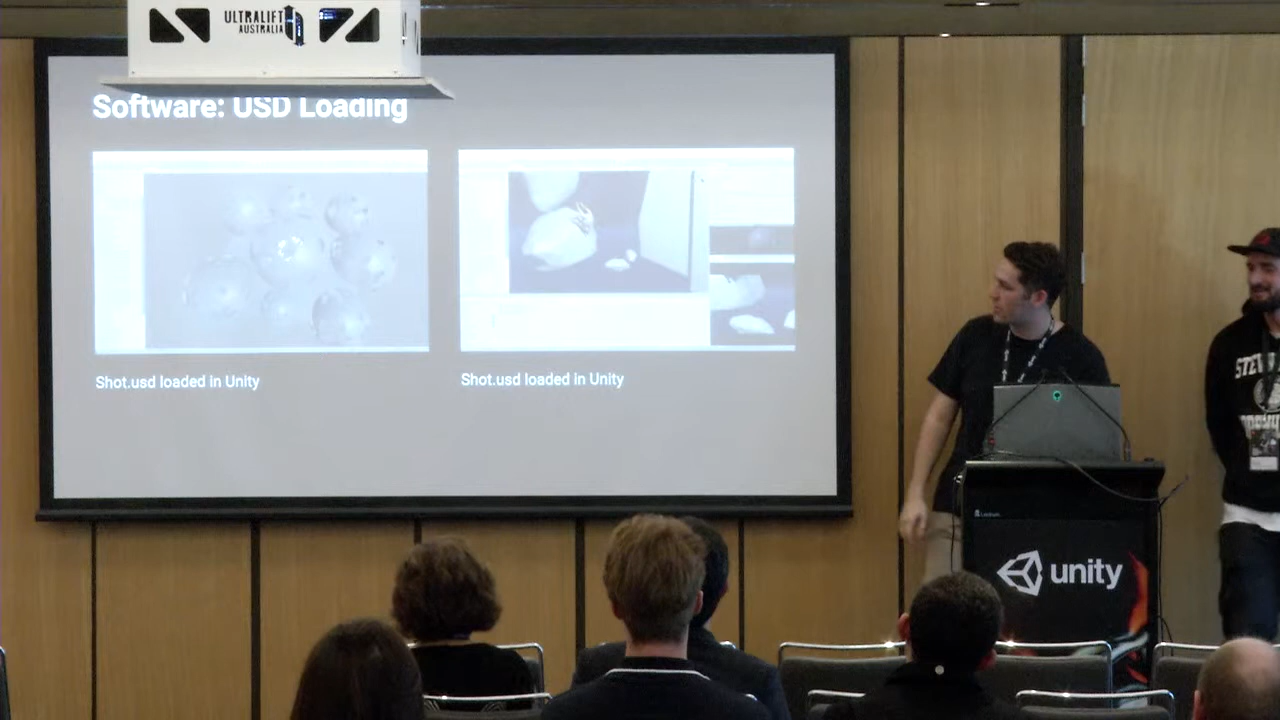 ULTRALIFT
AUSTRALIA
Software: USD Loading
Shot.usd loaded in Unity
Shot.usd loaded in Unity
unity